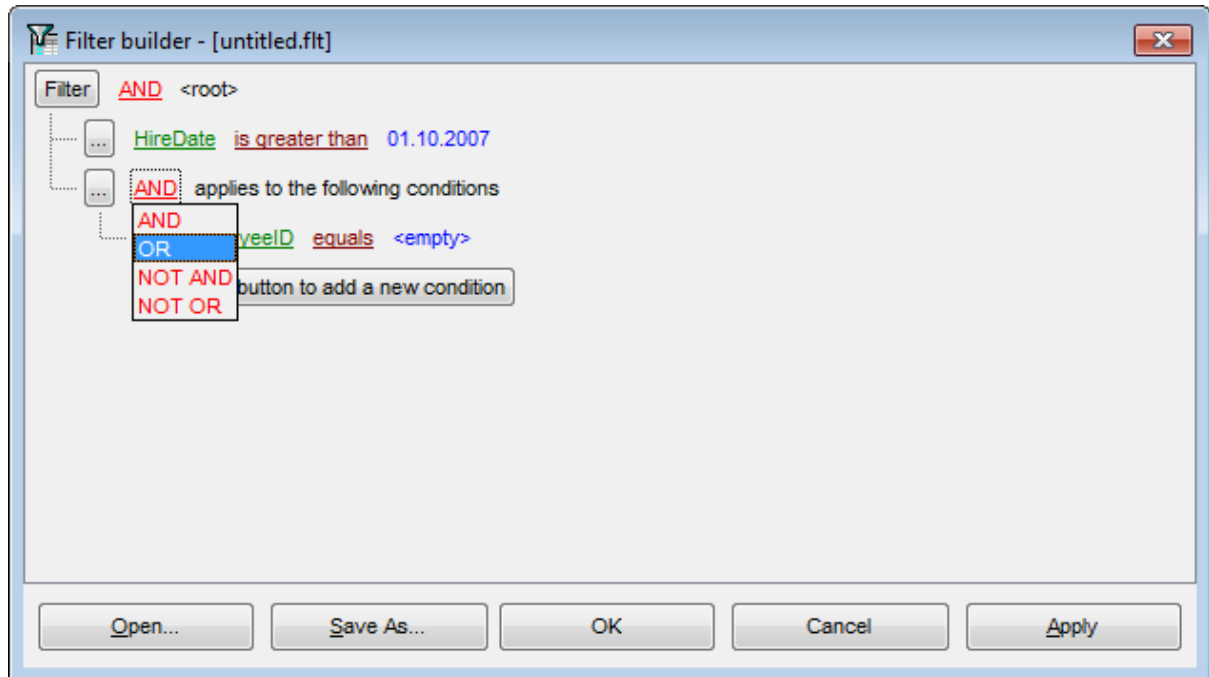 Filter builder - [untitled.flt]
Filter AND <root>
... HireDate is greater than 01.10.2007
... AND applies to the following conditions
AND
yeeID equals <empty>
OR
NOT AND
button to add a new condition
NOT OR
Open... Save As... OK Cancel Apply